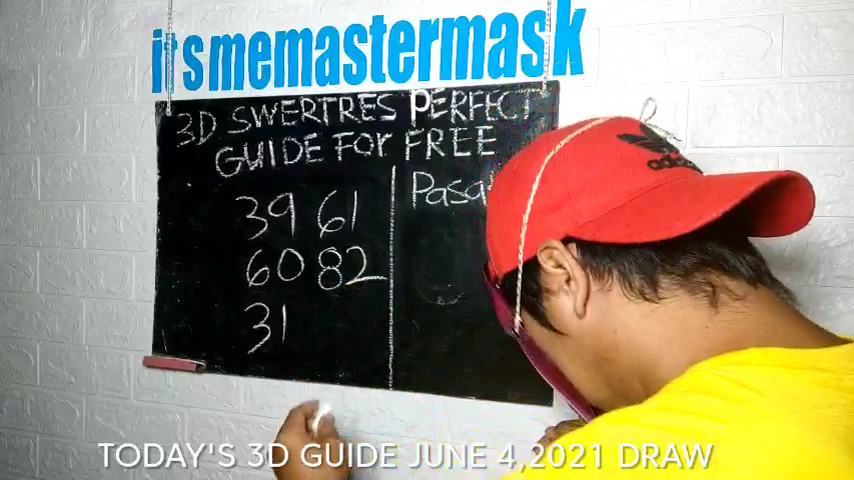 itsmemastermask
3D SWERTRES PERFECT
GUIDE FOR FREE
39 61
60 82
31
TODAY'S 3D GUIDE JUNE 4,2021 DRAW